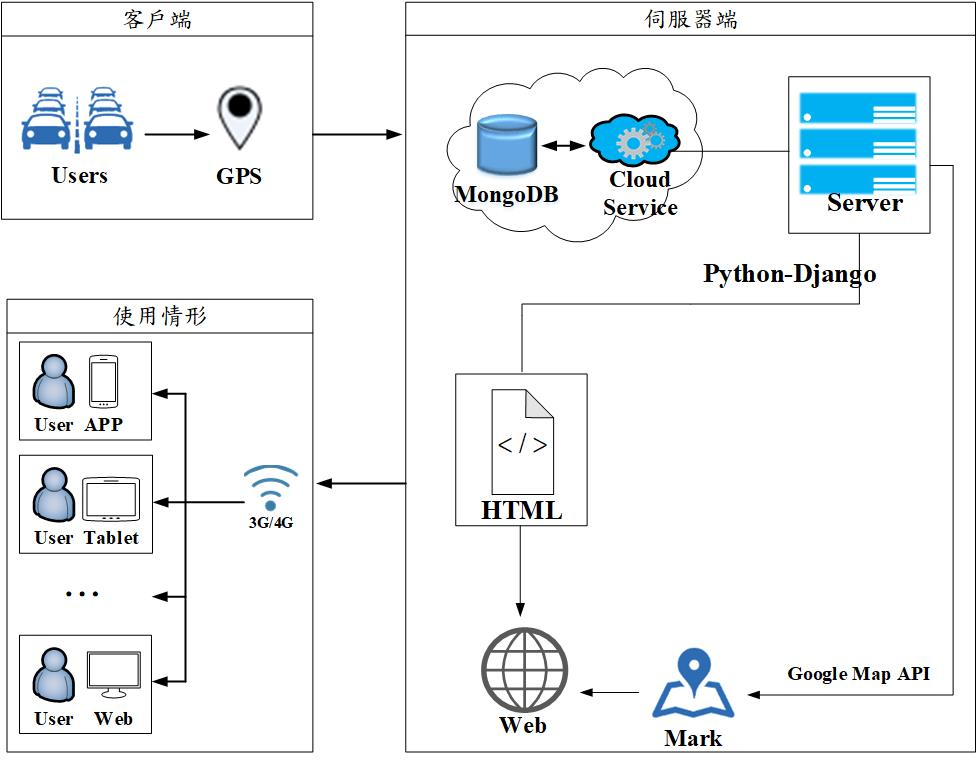 客戶端
Users
GPS
伺服器端
MongoDB
Cloud
Service
Server
Python-Django
</>
HTML
Web
Mark
Google Map API
使用情形
3G/4G
User APP
User Tablet
...
User Web